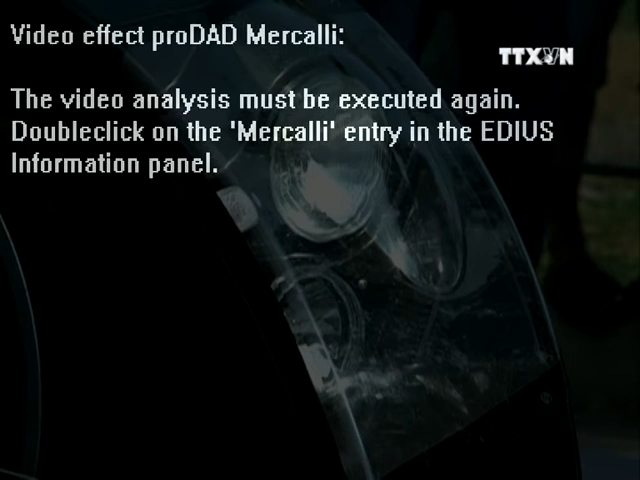 Video effect proDAD Mercalli:
TTXVN
The video analysis must be executed again.
Doubleclick on the 'Mercalli' entry in the EDIUS
Information panel.